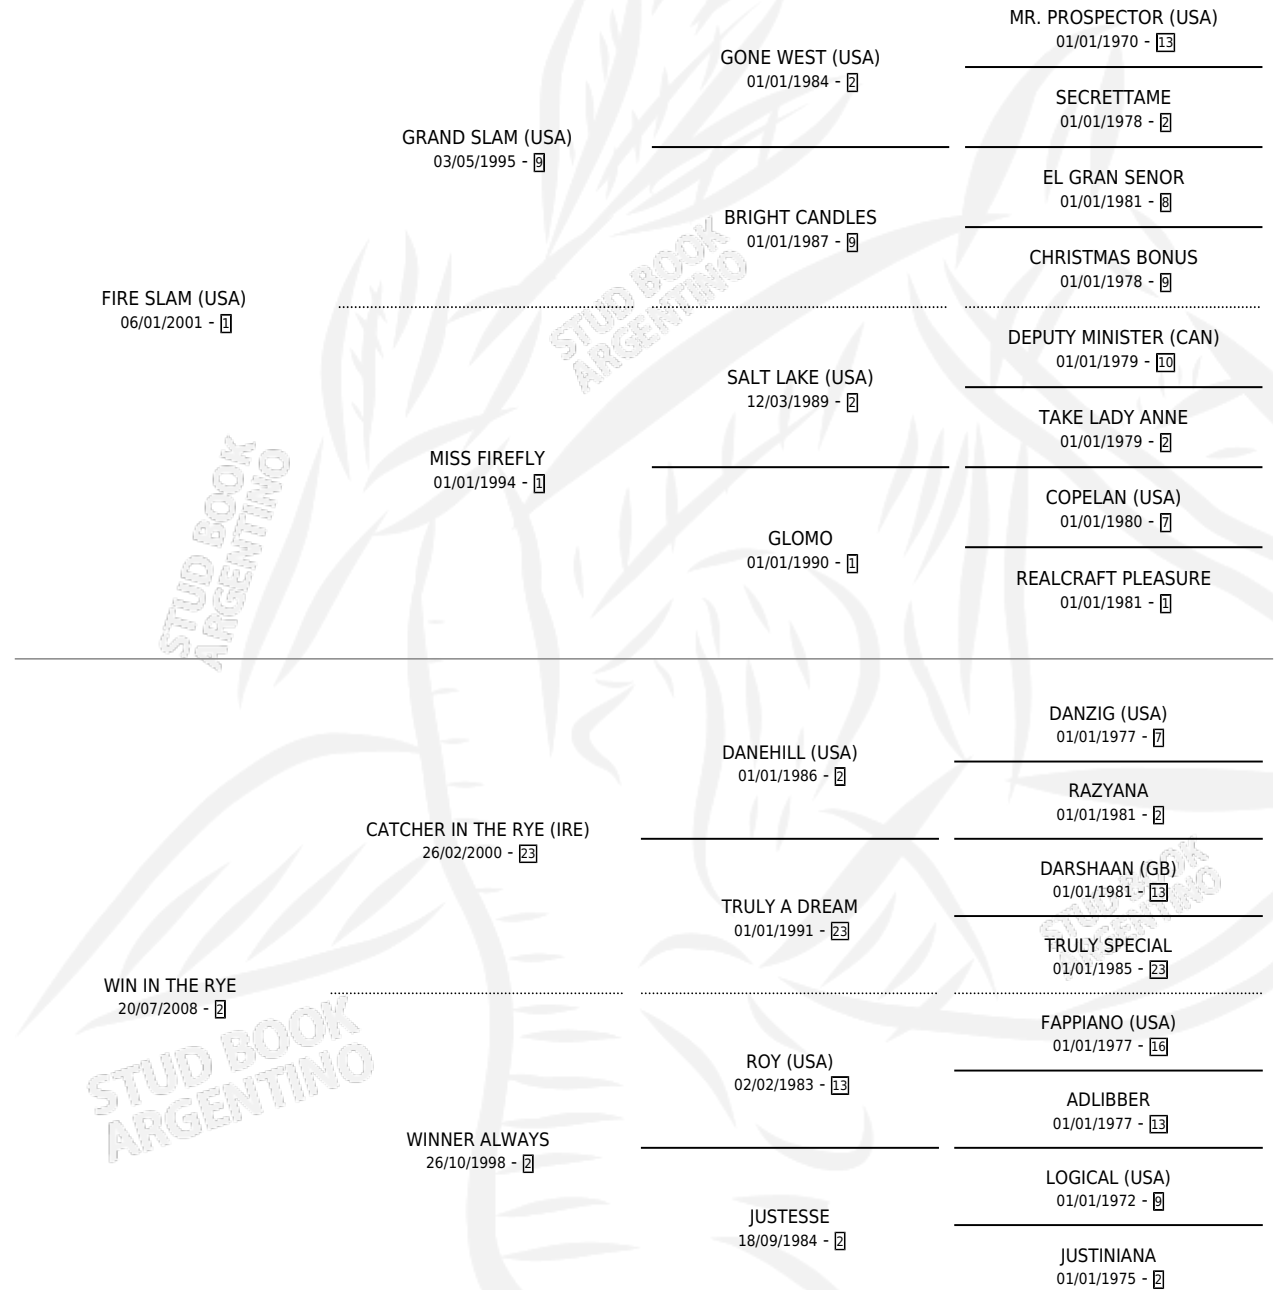 MR. PROSPECTOR (USA)
01/01/1970 - 13
GONE WEST (USA)
01/01/1984 - 2
SECRETTAME
01/01/1978 - 2
GRAND SLAM (USA)
03/05/1995 - 9
EL GRAN SENOR
01/01/1981 - 8
BRIGHT CANDLES
01/01/1987 - 9
CHRISTMAS BONUS
01/01/1978 - 9
FIRE SLAM (USA)
06/01/2001 - 1
STUD BOOK
ARGENTINO
DEPUTY MINISTER (CAN)
01/01/1979 - 10
SALT LAKE (USA)
12/03/1989 - 2
TAKE LADY ANNE
01/01/1979 - 2
MISS FIREFLY
01/01/1994 - 1
COPELAN (USA)
01/01/1980 - 7
GLOMO
01/01/1990 - 1
REALCRAFT PLEASURE
01/01/1981 - 1
STUD BOOK
ARGENTINO
DANZIG (USA)
01/01/1977 - 7
DANEHILL (USA)
01/01/1986 - 2
RAZYANA
01/01/1981 - 2
CATCHER IN THE RYE (IRE)
26/02/2000 - 23
DARSHAAN (GB)
01/01/1981 - 13
TRULY A DREAM
01/01/1991 - 23
TRULY SPECIAL
01/01/1985 - 23
STUD BOOK
ARGENTINO
WIN IN THE RYE
20/07/2008 - 2
STUD BOOK
ARGENTINO
FAPPIANO (USA)
01/01/1977 - 16
ROY (USA)
02/02/1983 - 13
ADLIBBER
01/01/1977 - 13
WINNER ALWAYS
26/10/1998 - 2
LOGICAL (USA)
01/01/1972 - 9
JUSTESSE
18/09/1984 - 2
JUSTINIANA
01/01/1975 - 2